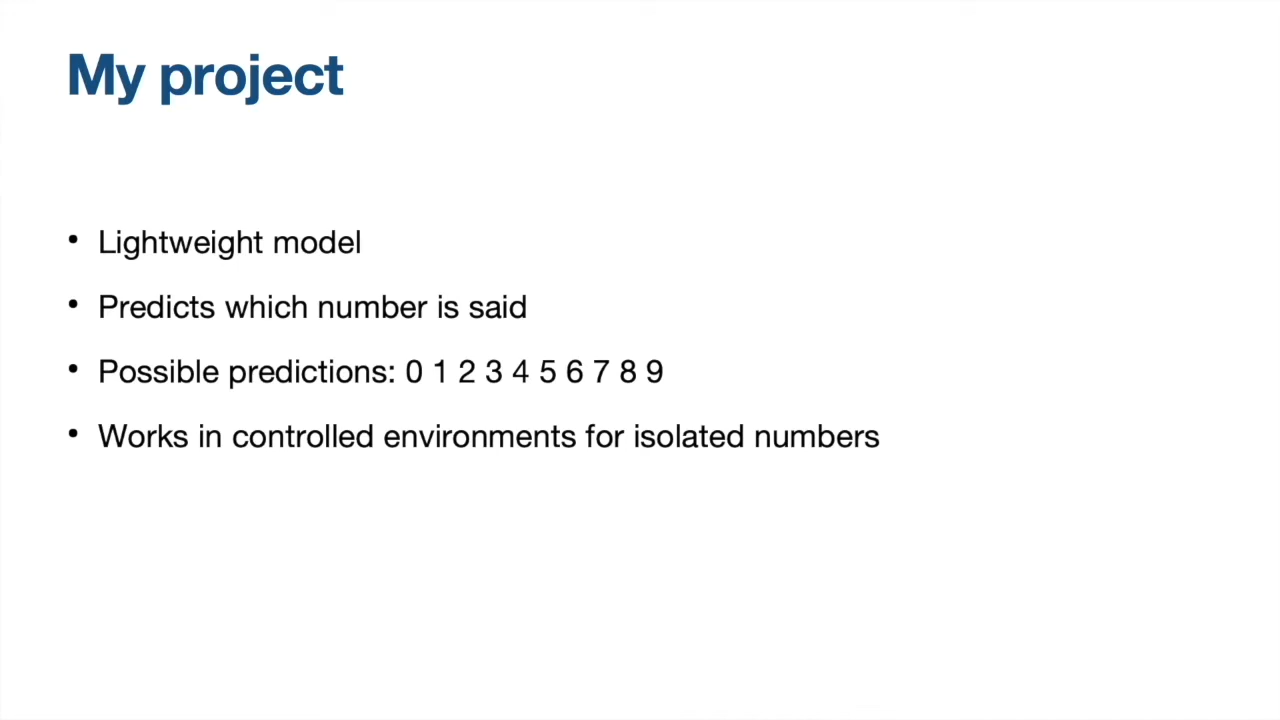 My project
• Lightweight model
• Predicts which number is said
• Possible predictions: 0 1 2 3 4 5 6 7 8 9
• Works in controlled environments for isolated numbers